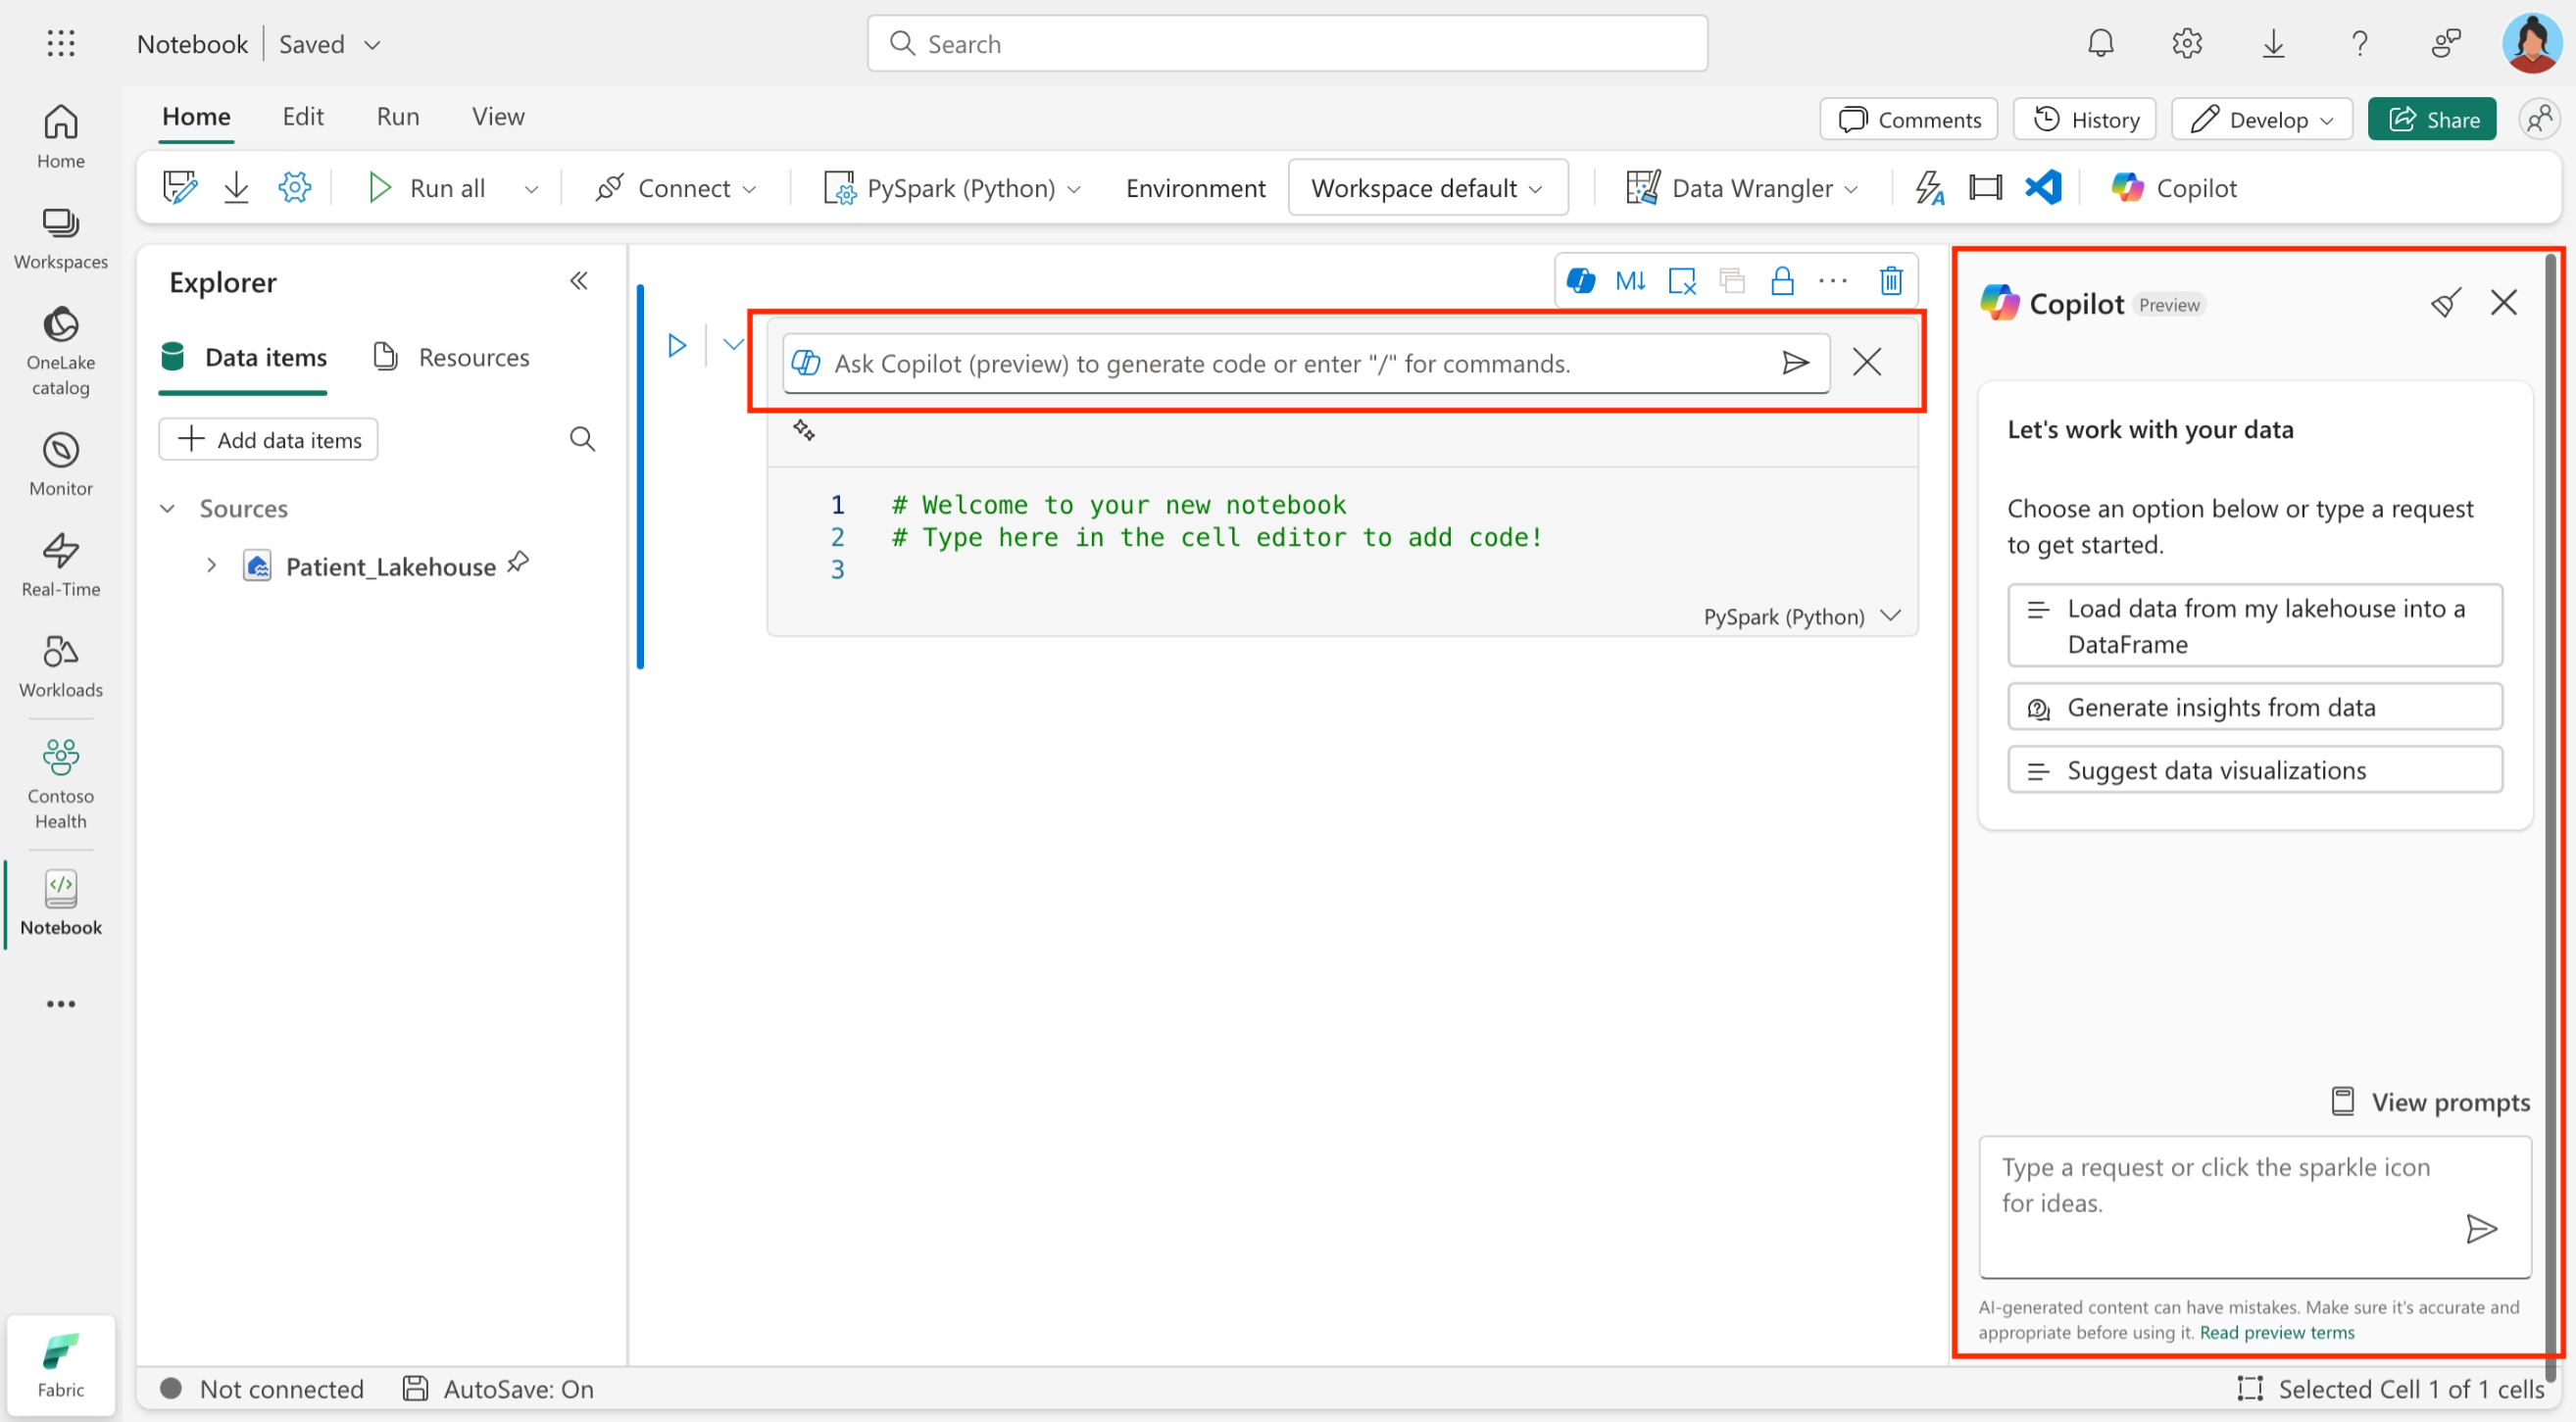 Notebook Saved
Search
Home Edit Run View
Comments History Develop Share
Run all Connect PySpark (Python) Environment Workspace default Data Wrangler Copilot
Home
Workspaces
OneLake
catalog
Monitor
Real-Time
Workloads
Contoso
Health
Notebook
Fabric
Explorer
Data items Resources
Add data items
Sources
Patient_Lakehouse
M↓
Ask Copilot (preview) to generate code or enter "/" for commands.
1 # Welcome to your new notebook
2 # Type here in the cell editor to add code!
3
PySpark (Python)
Copilot Preview
Let's work with your data
Choose an option below or type a request
to get started.
Load data from my lakehouse into a
DataFrame
Generate insights from data
Suggest data visualizations
View prompts
Type a request or click the sparkle icon
for ideas.
AI-generated content can have mistakes. Make sure it's accurate and
appropriate before using it. Read preview terms
Not connected AutoSave: On Selected Cell 1 of 1 cells